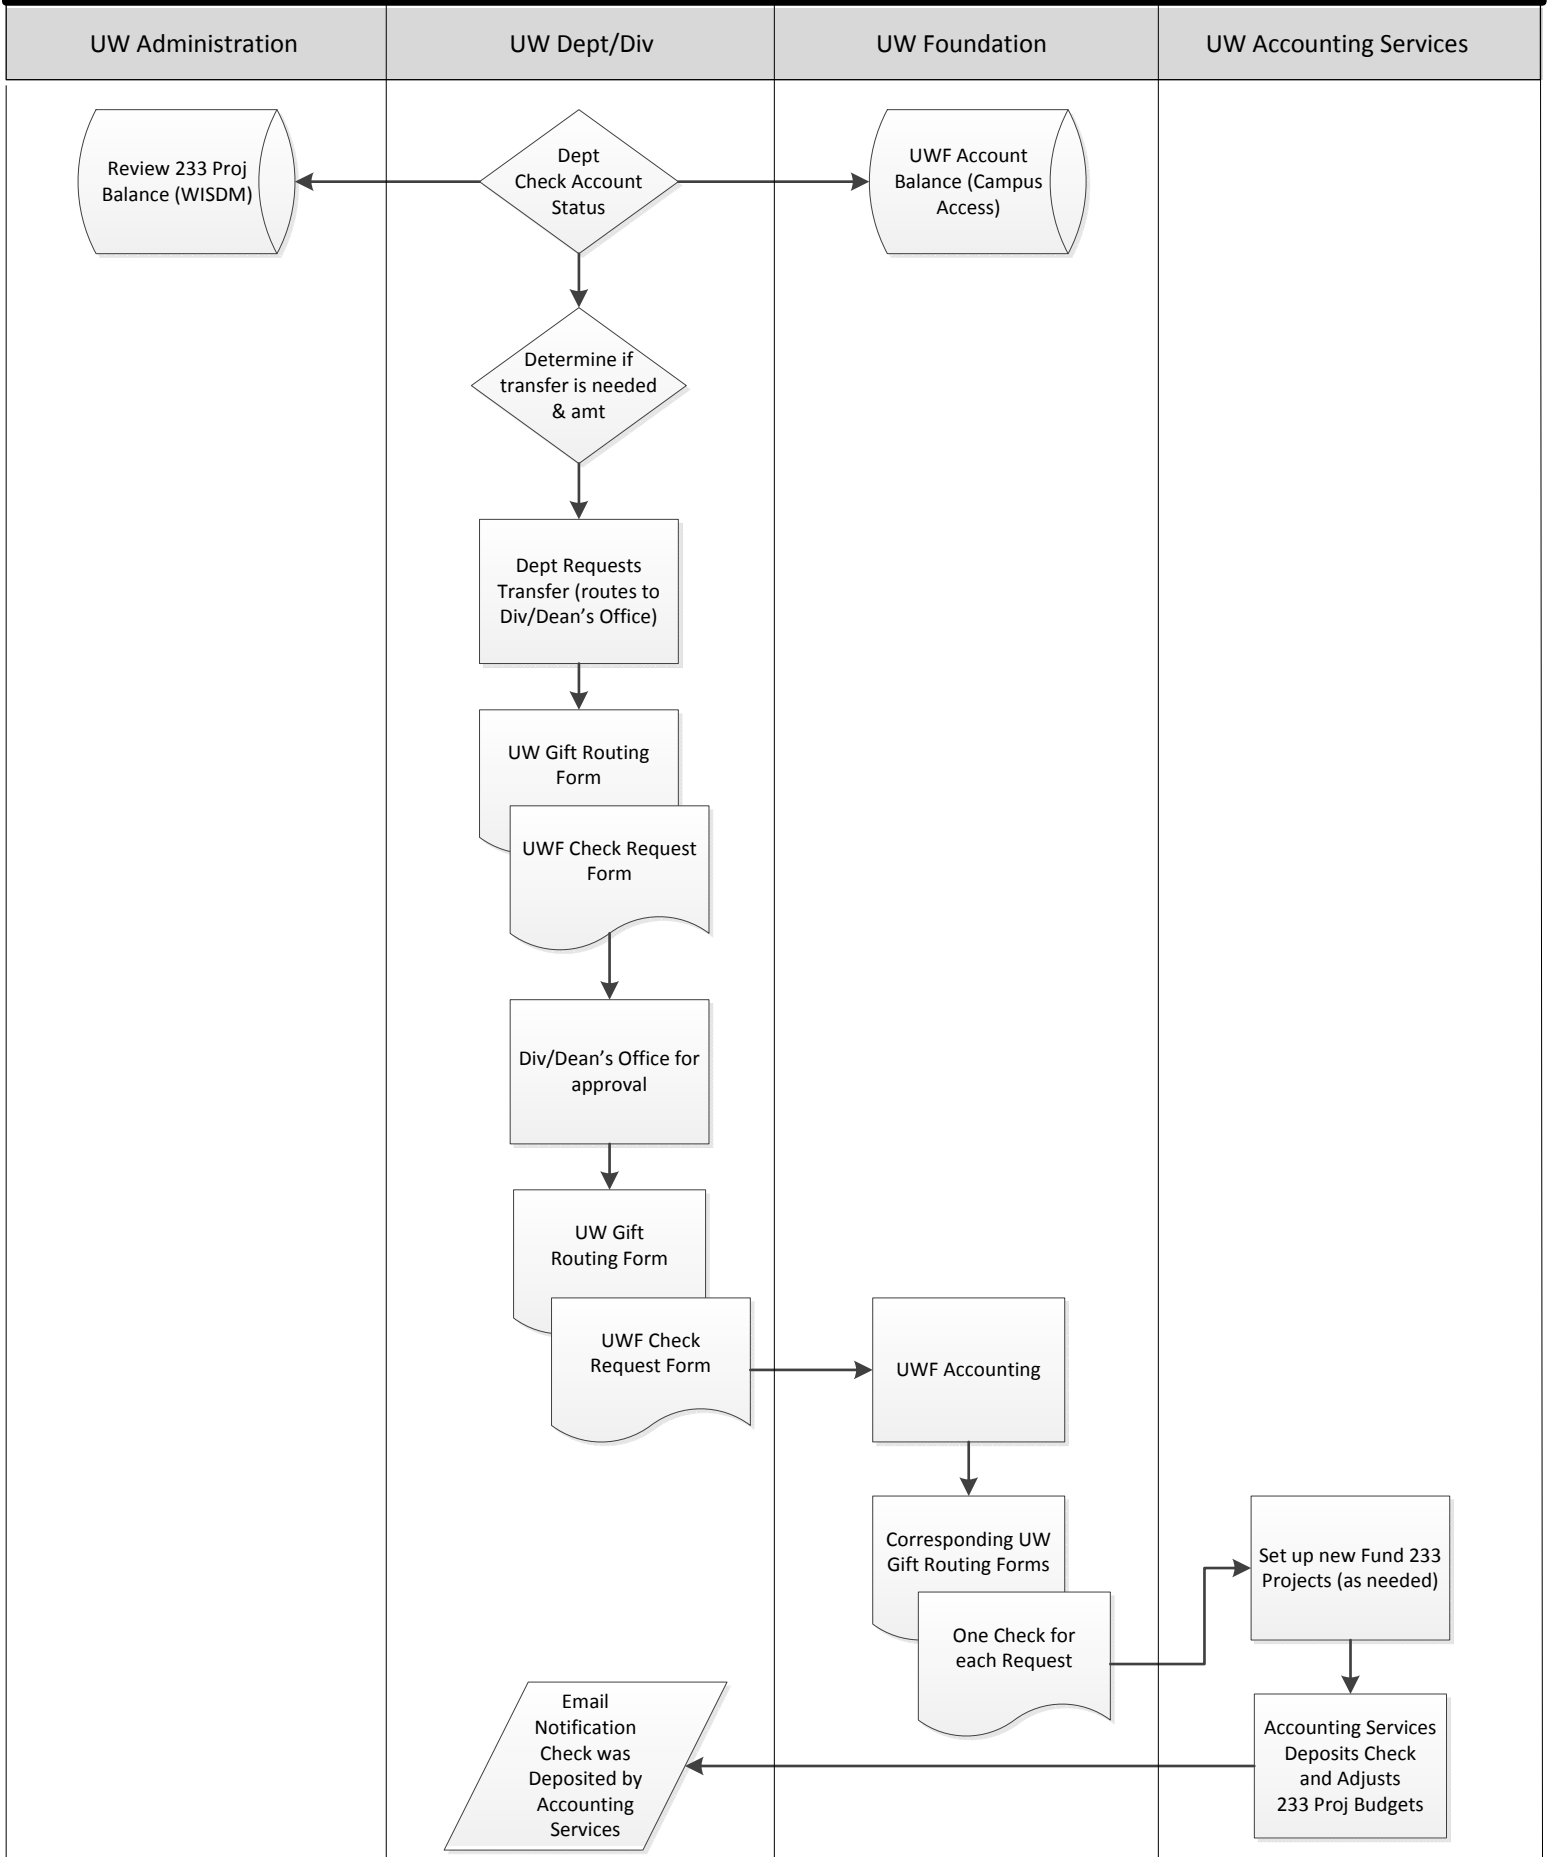 UW Administration
UW Dept/Div
UW Foundation
UW Accounting Services
Review 233 Proj
Balance (WISDM)
Dept
Check Account
Status
UWF Account
Balance (Campus
Access)
Determine if
transfer is needed
& amt
Dept Requests
Transfer (routes to
Div/Dean’s Office)
UW Gift Routing
Form
UWF Check Request
Form
Div/Dean’s Office for
approval
UW Gift
Routing Form
UWF Check
Request Form
UWF Accounting
Corresponding UW
Gift Routing Forms
One Check for
each Request
Set up new Fund 233
Projects (as needed)
Accounting Services
Deposits Check
and Adjusts
233 Proj Budgets
Email
Notification
Check was
Deposited by
Accounting
Services